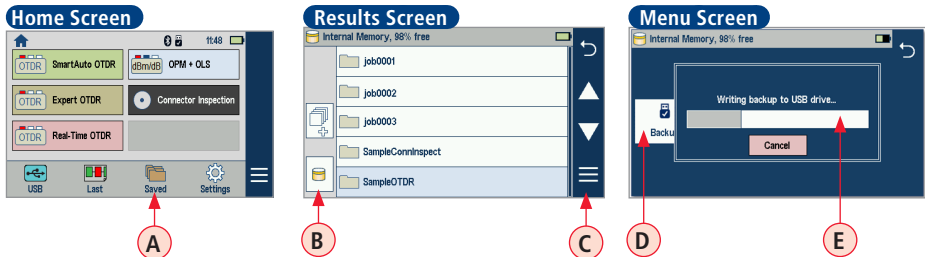 Home Screen
11:48
OTDR SmartAuto OTDR
dBm/dB OPM + OLS
OTDR Expert OTDR
Connector Inspection
OTDR Real-Time OTDR
USB
Last
Saved
Settings
A
Results Screen
Internal Memory, 98% free
job0001
job0002
job0003
SampleConnInspect
SampleOTDR
B
C
Menu Screen
Internal Memory, 98% free
Writing backup to USB drive...
Backu
Cancel
D
E